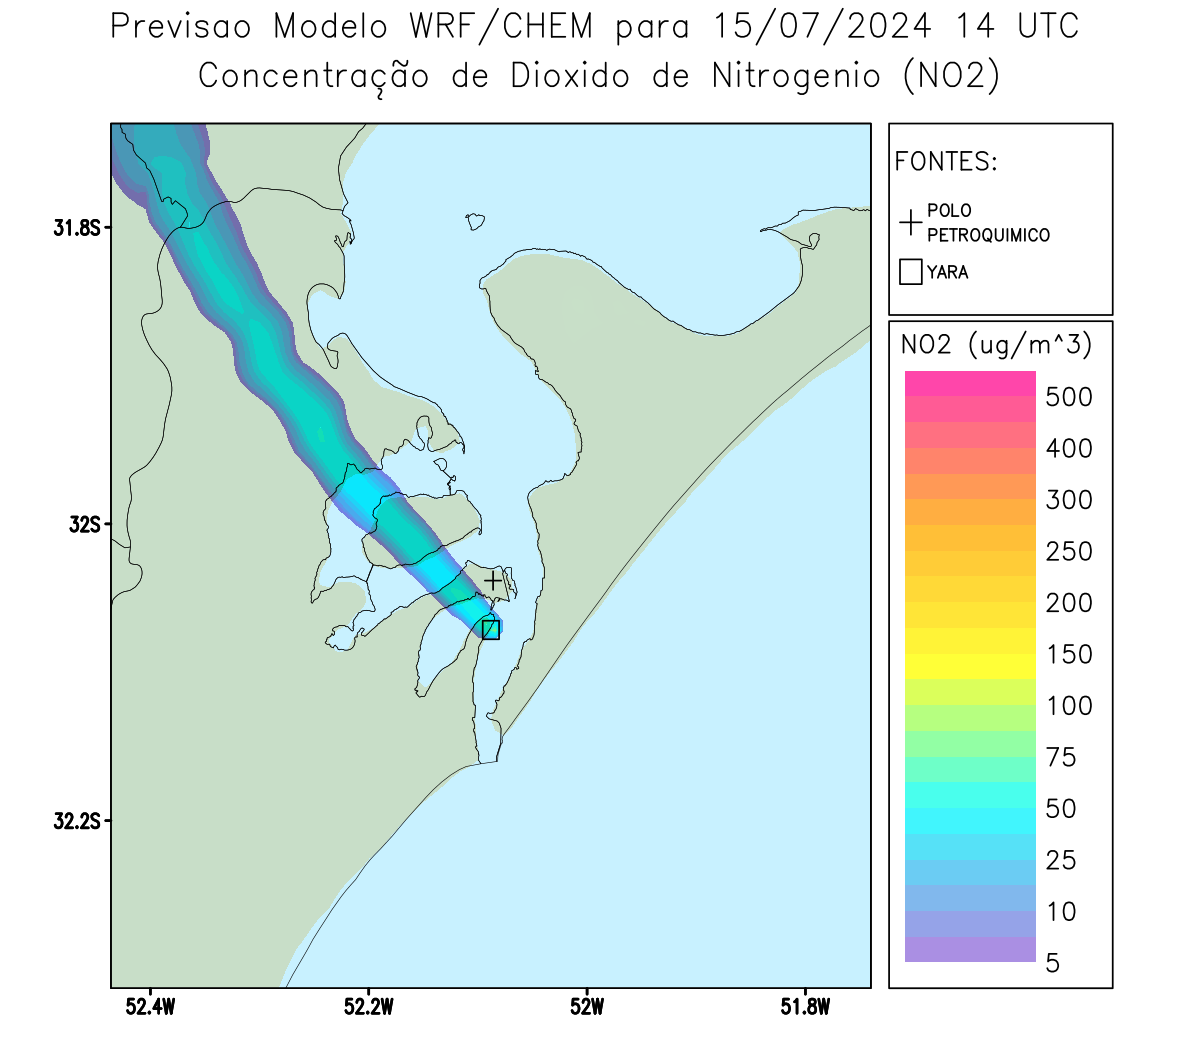 Previsao Modelo WRF/CHEM para 15/07/2024 14 UTC
Concentração de Dioxido de Nitrogenio (NO2)
FONTES:
POLO
PETROQUIMICO
YARA
31.8S
32S
32.2S
52.4W
52.2W
52W
51.8W
NO2 (ug/m^3)
500
400
300
250
200
150
100
75
50
25
10
5